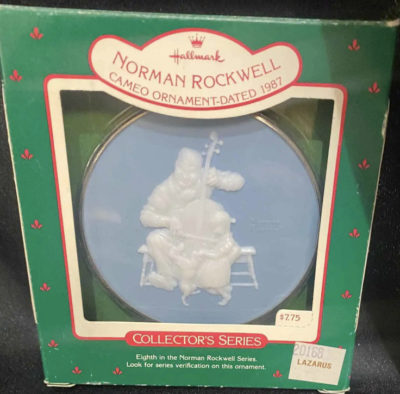 Hallmark
NORMAN ROCKWELL
CAMEO ORNAMENT-DATED 1987
$7.75
COLLECTOR'S SERIES
20168
LAZARUS
Eighth in the Norman Rockwell Series.
Look for series verification on this ornament.